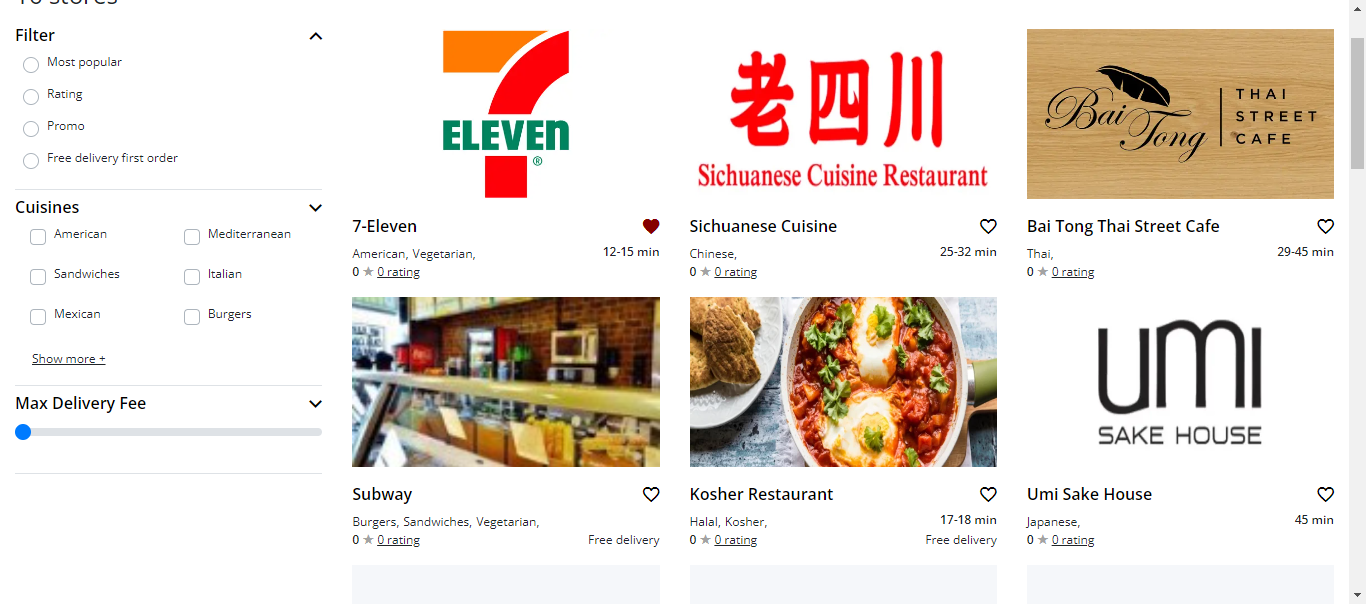 Filter
Most popular
Rating
Promo
Free delivery first order
Cuisines
American
Mediterranean
Sandwiches
Italian
Mexican
Burgers
Show more +
Max Delivery Fee
7
ELEVEn
®
老四川
Sichuanese Cuisine Restaurant
Bai Tong
THAI
STREET
CAFE
7-Eleven
American, Vegetarian,
12-15 min
0 ★ 0 rating
Sichuanese Cuisine
Chinese,
25-32 min
0 ★ 0 rating
Bai Tong Thai Street Cafe
Thai,
29-45 min
0 ★ 0 rating
umi
SAKE HOUSE
Subway
Burgers, Sandwiches, Vegetarian,
0 ★ 0 rating
Free delivery
Kosher Restaurant
Halal, Kosher,
17-18 min
0 ★ 0 rating
Free delivery
Umi Sake House
Japanese,
45 min
0 ★ 0 rating